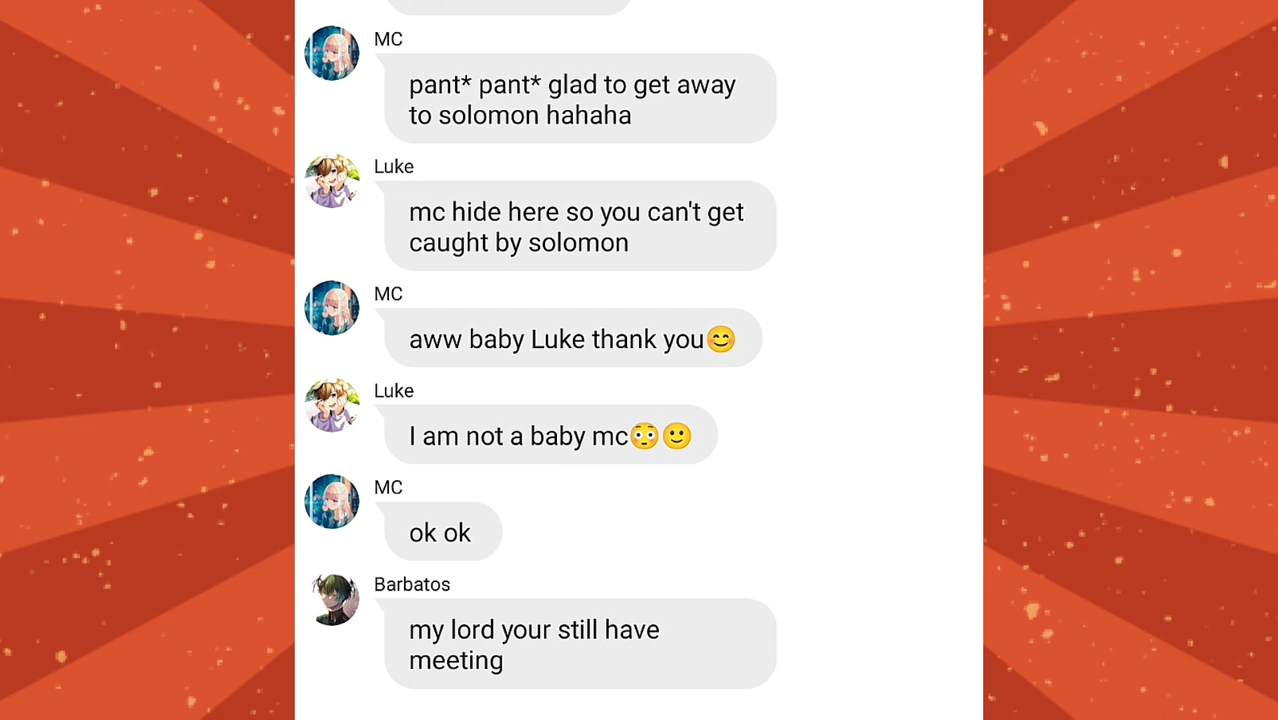 MC
pant* pant* glad to get away
to solomon hahaha
Luke
mc hide here so you can't get
caught by solomon
MC
aww baby Luke thank you😊
Luke
I am not a baby mc😳🙂
MC
ok ok
Barbatos
my lord your still have
meeting